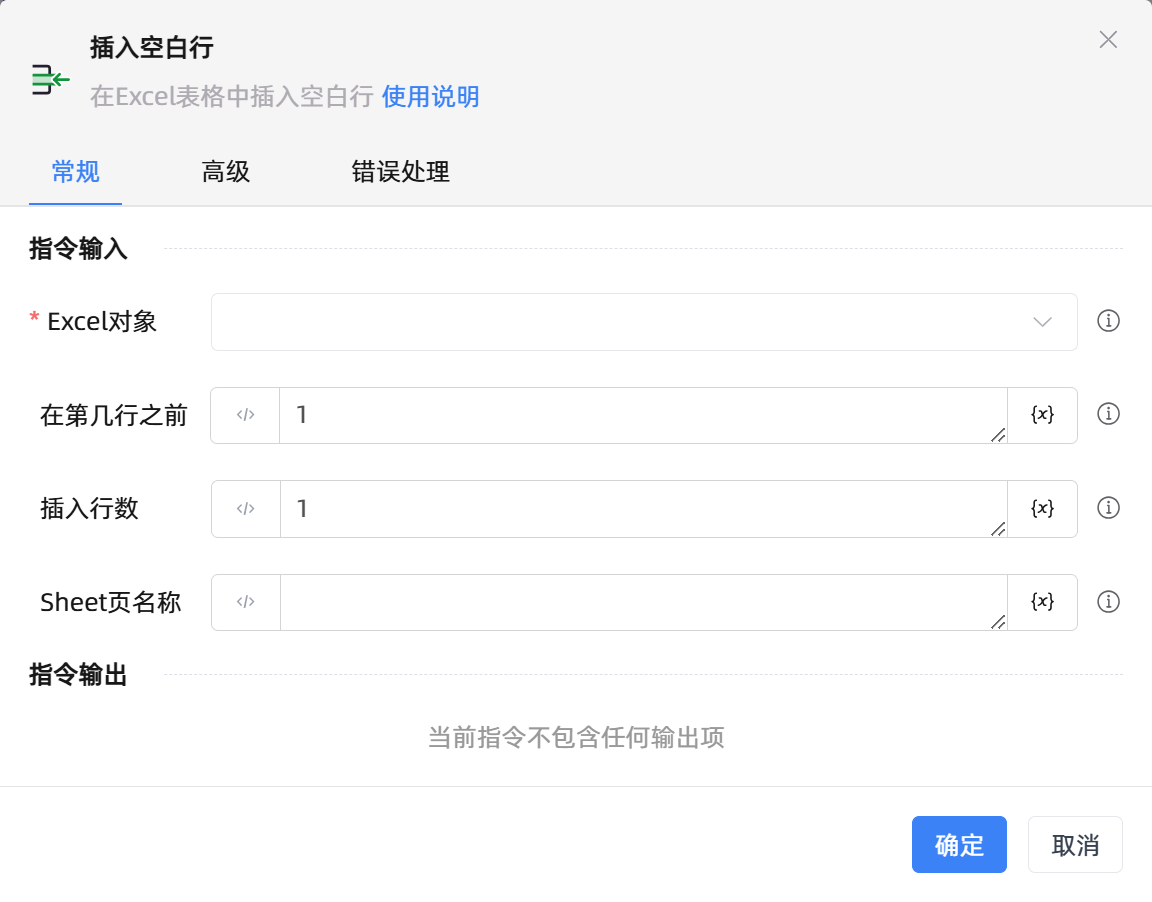 插入空白行
在Excel表格中插入空白行 使用说明
常规 高级 错误处理
指令输入
* Excel对象
在第几行之前 </> 1 {x}
插入行数 </> 1 {x}
Sheet页名称 </> {x}
指令输出
当前指令不包含任何输出项
确定 取消